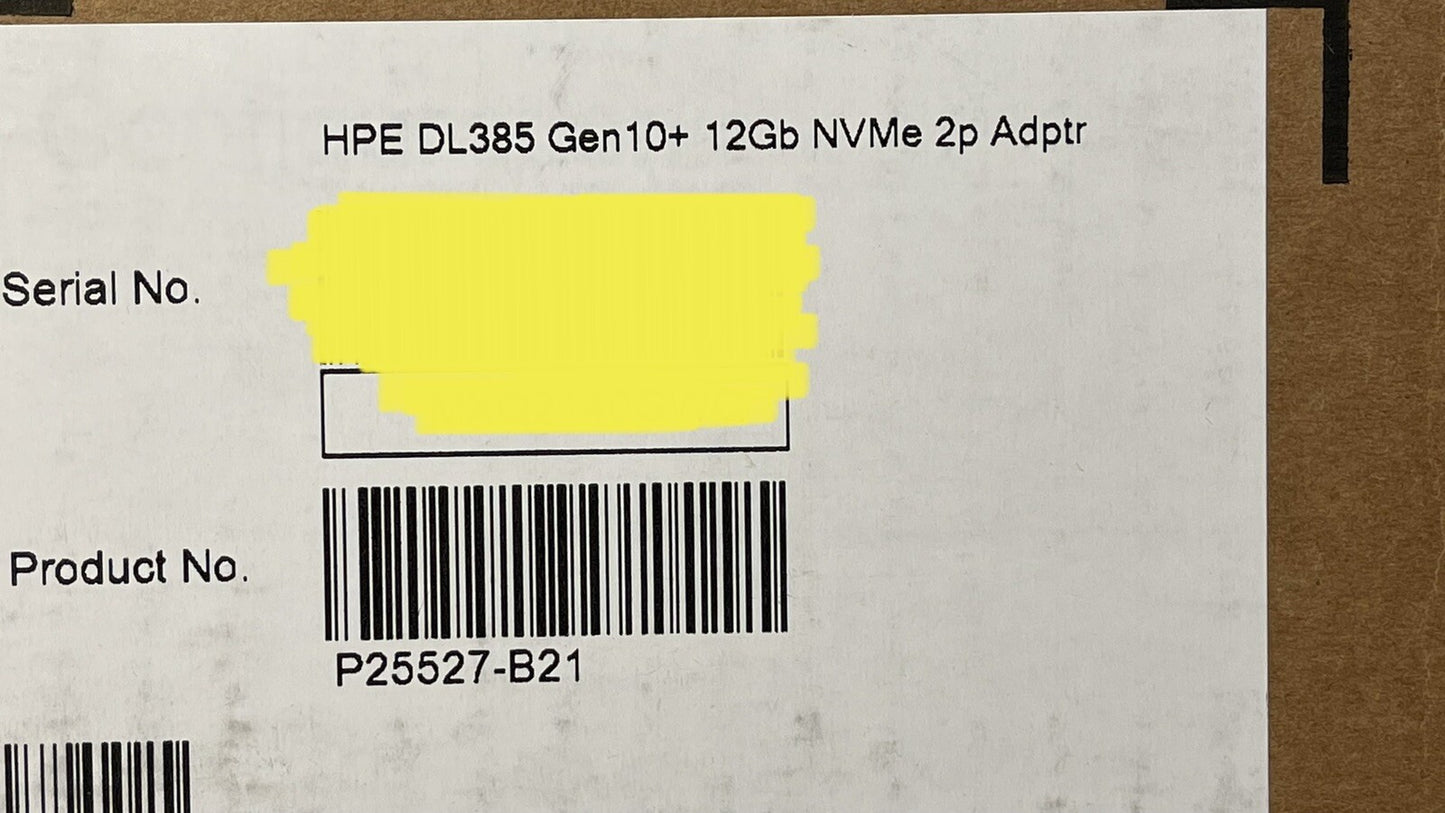 HPE DL385 Gen10+ 12Gb NVMe 2p Adptr
Serial No.
Product No.
P25527-B21